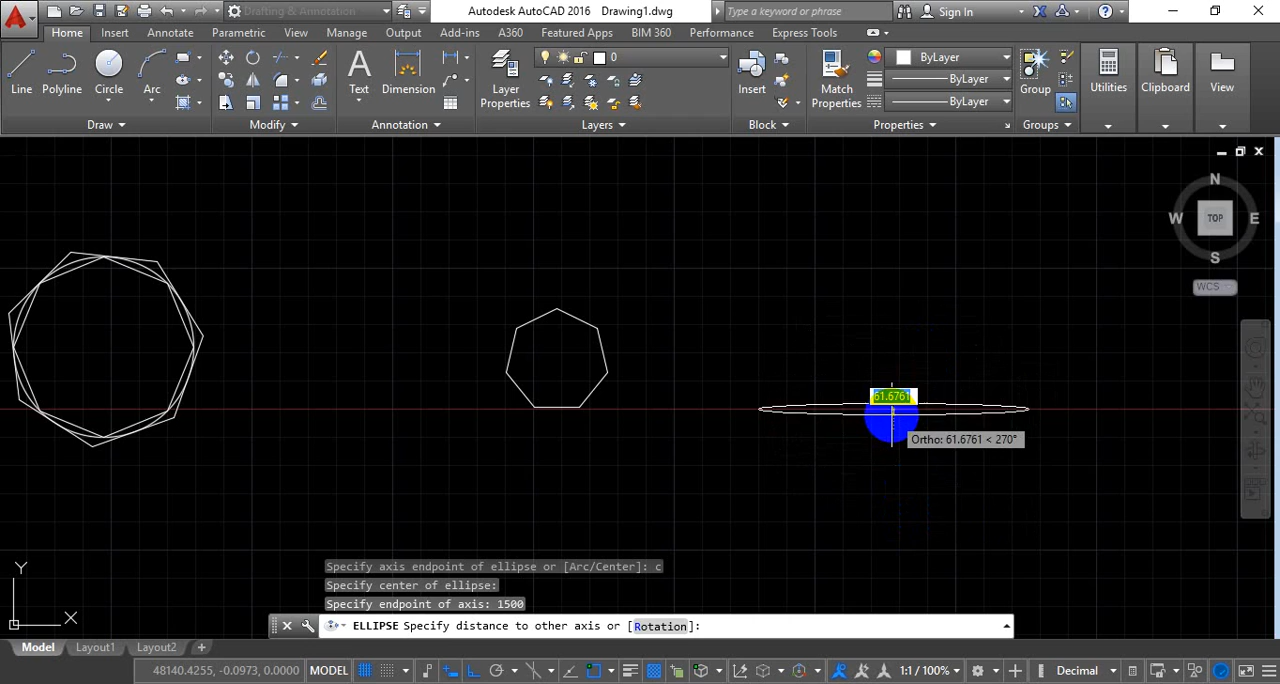 Drafting & Annotation
Autodesk AutoCAD 2016 Drawing1.dwg
Type a keyword or phrase
Sign In
Home Insert Annotate Parametric View Manage Output Add-ins A360 Featured Apps BIM 360 Performance Express Tools
Line Polyline Circle Arc
Text Dimension
Layer
Properties
0
Insert
Match
Properties
ByLayer
ByLayer
ByLayer
Group
Utilities
Clipboard
View
Draw Modify Annotation Layers Block Properties Groups
N
W TOP E
S
WCS
61.6761
Ortho: 61.6761 < 270°
Y
X
Specify axis endpoint of ellipse or [Arc/Center]: c
Specify center of ellipse:
Specify endpoint of axis: 1500
ELLIPSE Specify distance to other axis or [Rotation]:
Model Layout1 Layout2 +
48140.4255, -0.0973, 0.0000 MODEL 1:1 / 100% Decimal